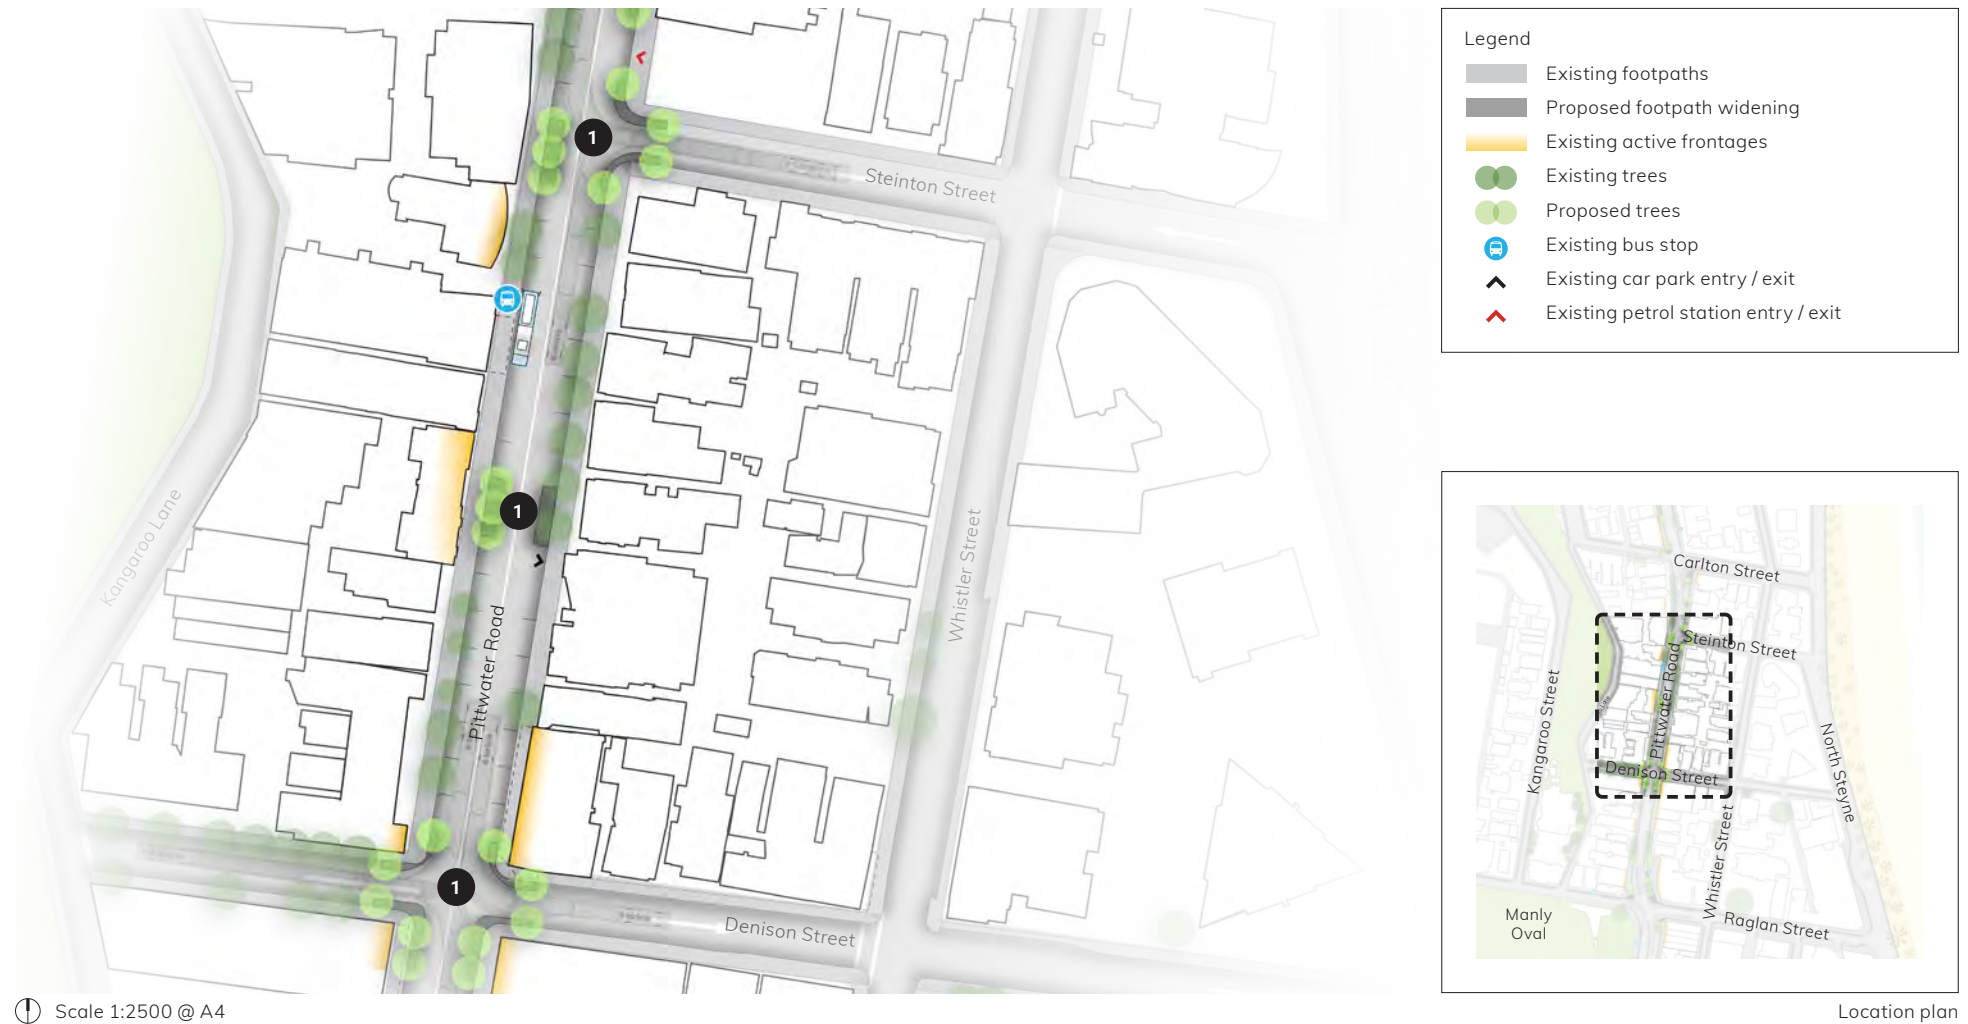 1
Steinton Street
Kangaroo Lane
1
Whistler Street
Pittwater Road
1
Denison Street
Scale 1:2500 @ A4
Legend
Existing footpaths
Proposed footpath widening
Existing active frontages
Existing trees
Proposed trees
Existing bus stop
Existing car park entry / exit
Existing petrol station entry / exit
Carlton Street
Steinton Street
Pittwater Road
Kangaroo Street
Denison Street
North Steyne
Whistler Street
Raglan Street
Manly
Oval
Location plan